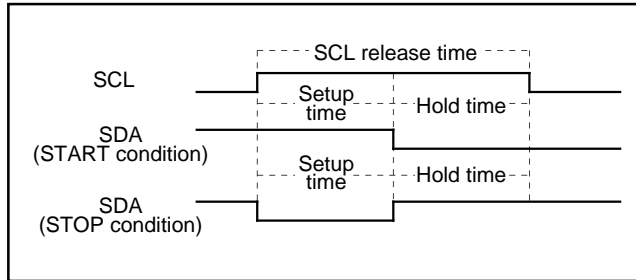 SCL release time
SCL
Setup
time
Hold time
SDA
(START condition)
Setup
time
Hold time
SDA
(STOP condition)